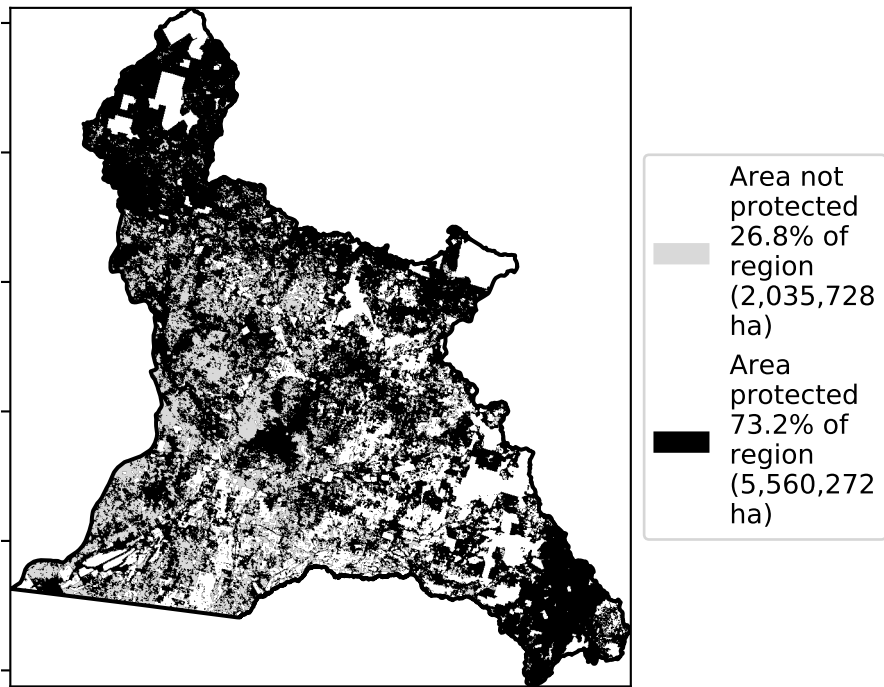 Area not
protected
26.8% of
region
(2,035,728
ha)
Area
protected
73.2% of
region
(5,560,272
ha)